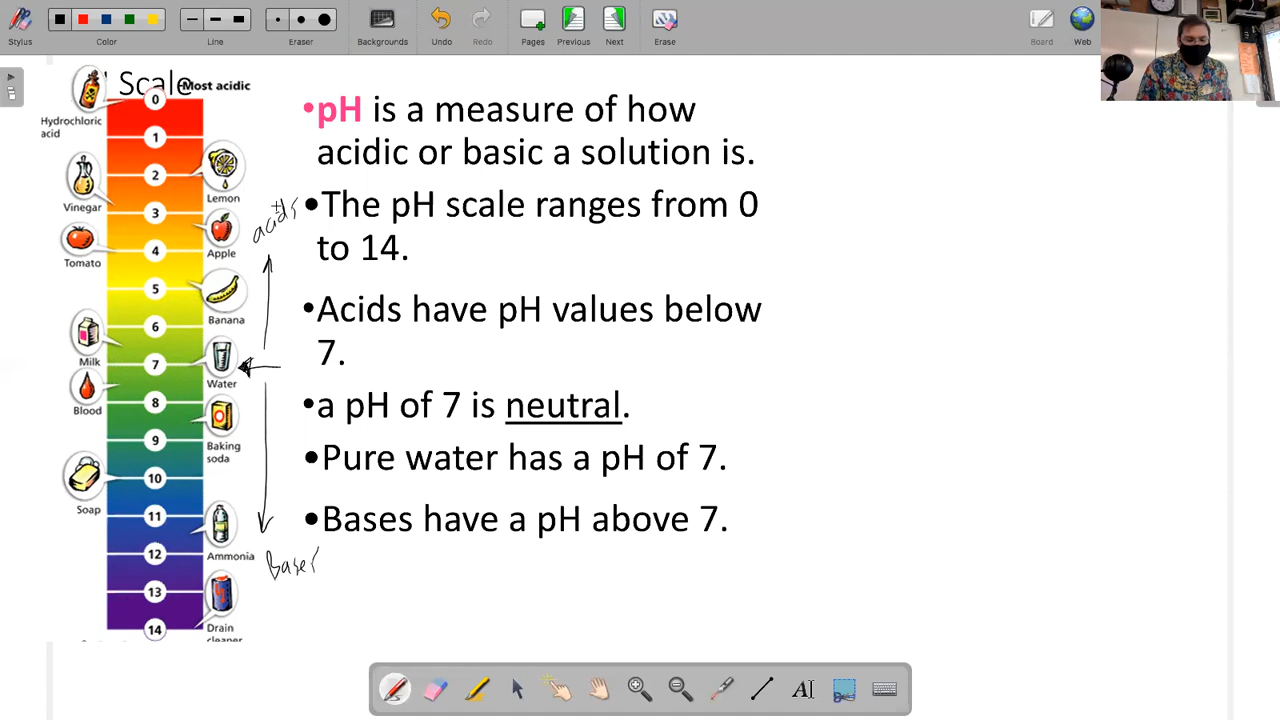 Stylus
Color
Line
Eraser
Backgrounds
Undo
Redo
Pages
Previous
Next
Erase
Board
Web
Scale
Most acidic
0
Hydrochloric
acid
1
2
Lemon
Vinegar
3
Apple
4
Tomato
5
Banana
6
Milk
7
Water
Blood
8
Baking
soda
9
10
Soap
11
Ammonia
12
13
Drain
cleaner
14
acids
Bases
•pH is a measure of how
acidic or basic a solution is.
•The pH scale ranges from 0
to 14.
•Acids have pH values below
7.
•a pH of 7 is neutral.
•Pure water has a pH of 7.
•Bases have a pH above 7.
AI